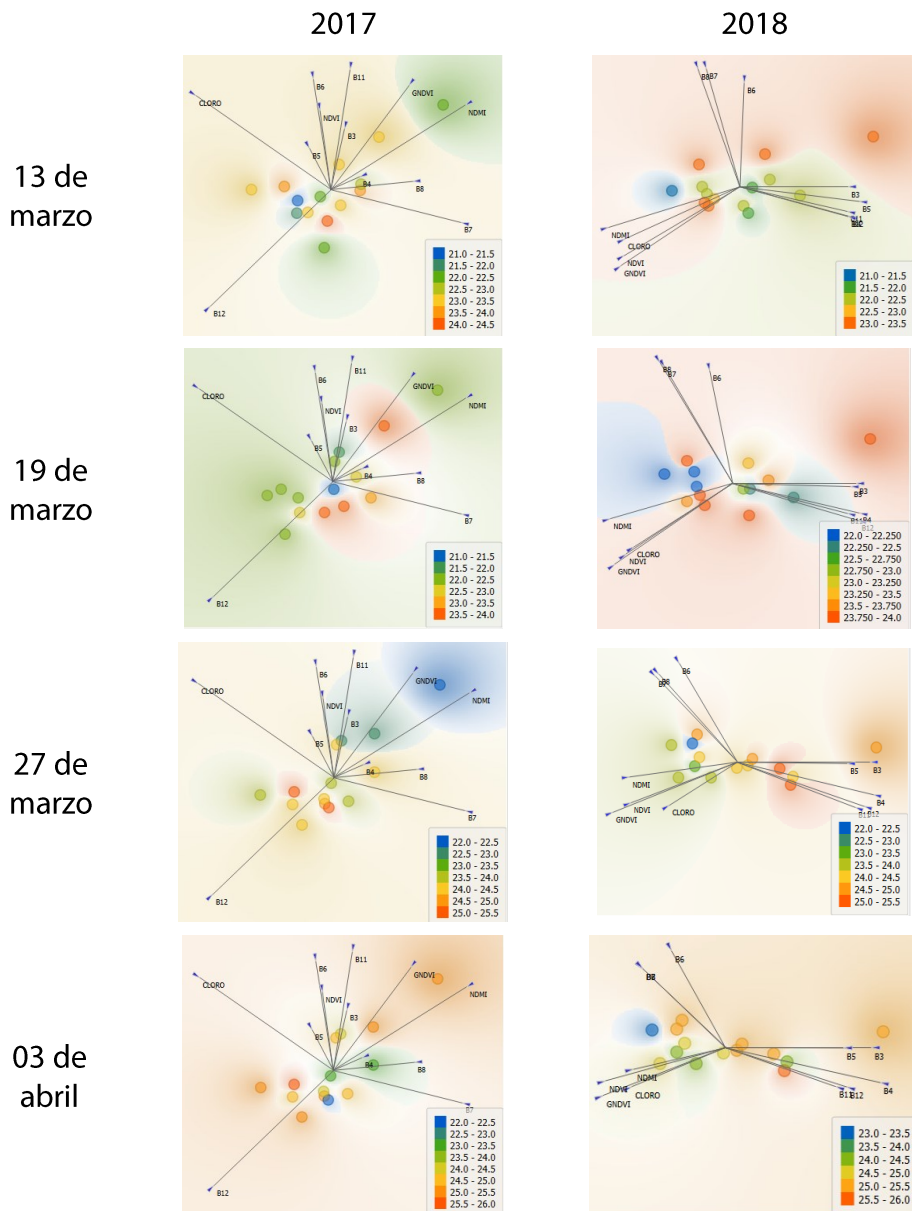 2017
2018
13 de
marzo
B11
B6
CLORO
GNDVI
NDVI
NDMI
B3
B5
B4
B8
B7
B12
21.0 - 21.5
21.5 - 22.0
22.0 - 22.5
22.5 - 23.0
23.0 - 23.5
23.5 - 24.0
24.0 - 24.5
B7
B6
B3
B5
NDMI
CLORO
NDVI
GNDVI
21.0 - 21.5
21.5 - 22.0
22.0 - 22.5
22.5 - 23.0
23.0 - 23.5
19 de
marzo
B11
B6
GNDVI
CLORO
NDVI
NDMI
B3
B5
B4
B8
B7
B12
21.0 - 21.5
21.5 - 22.0
22.0 - 22.5
22.5 - 23.0
23.0 - 23.5
23.5 - 24.0
B8
B7
B6
B3
NDMI
B11
B4
B12
CLORO
NDVI
GNDVI
22.0 - 22.250
22.250 - 22.5
22.5 - 22.750
22.750 - 23.0
23.0 - 23.250
23.250 - 23.5
23.5 - 23.750
23.750 - 24.0
27 de
marzo
B11
B6
GNDVI
CLORO
NDMI
NDVI
B3
B5
B4
B8
B7
B12
22.0 - 22.5
22.5 - 23.0
23.0 - 23.5
23.5 - 24.0
24.0 - 24.5
24.5 - 25.0
25.0 - 25.5
B6
B8
B5
B3
NDMI
B4
NDVI
CLORO
B12
GNDVI
22.0 - 22.5
22.5 - 23.0
23.0 - 23.5
23.5 - 24.0
24.0 - 24.5
24.5 - 25.0
25.0 - 25.5
03 de
abril
B11
B6
GNDVI
CLORO
NDMI
NDVI
B3
B5
B4
B8
B7
B12
22.0 - 22.5
22.5 - 23.0
23.0 - 23.5
23.5 - 24.0
24.0 - 24.5
24.5 - 25.0
25.0 - 25.5
25.5 - 26.0
B6
B5
B3
NDMI
NDVI
CLORO
B4
B11
B12
GNDVI
23.0 - 23.5
23.5 - 24.0
24.0 - 24.5
24.5 - 25.0
25.0 - 25.5
25.5 - 26.0